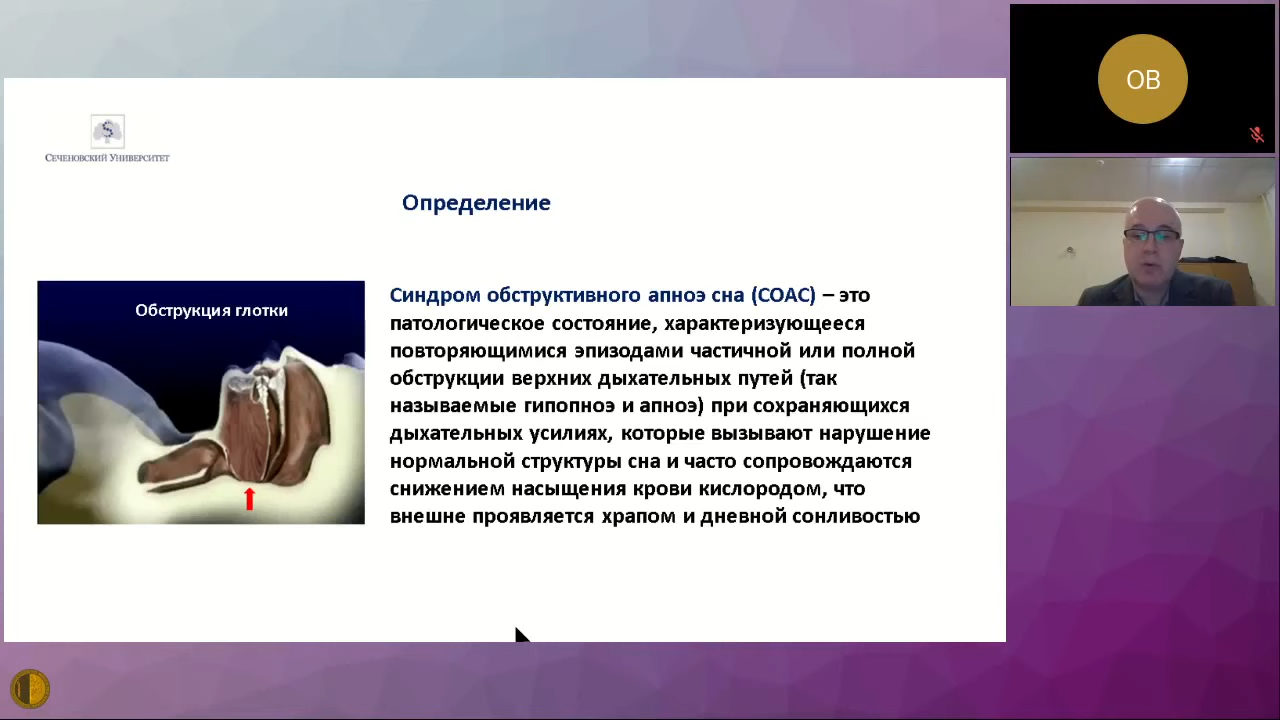 Сеченовский Университет
Определение
Обструкция глотки
Синдром обструктивного апноэ сна (СОАС) – это
патологическое состояние, характеризующееся
повторяющимися эпизодами частичной или полной
обструкции верхних дыхательных путей (так
называемые гипопноэ и апноэ) при сохраняющихся
дыхательных усилиях, которые вызывают нарушение
нормальной структуры сна и часто сопровождаются
снижением насыщения крови кислородом, что
внешне проявляется храпом и дневной сонливостью
ОВ